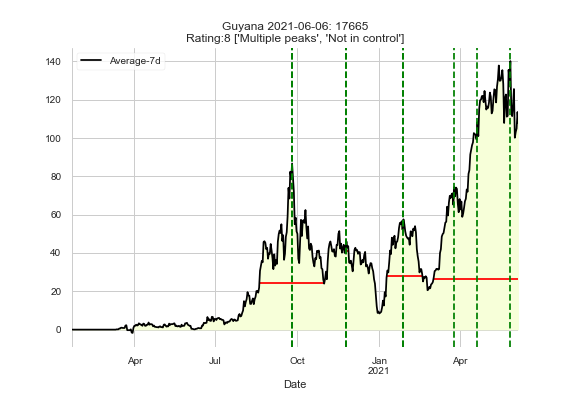 Guyana 2021-06-06: 17665
Rating:8 ['Multiple peaks', 'Not in control']
Average-7d
140
120
100
80
60
40
20
0
Apr
Jul
Oct
Jan
2021
Apr
Date